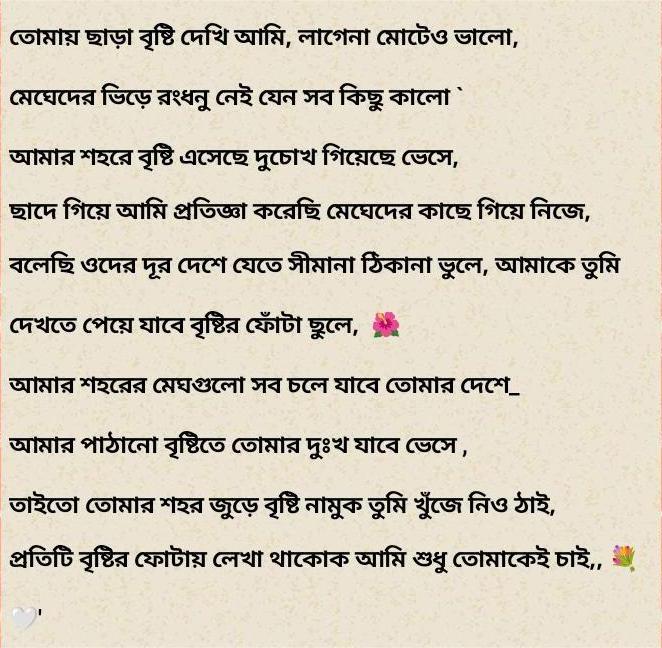 তোমায় ছাড়া বৃষ্টি দেখি আমি, লাগেনা মোটেও ভালো,
মেঘেদের ভিড়ে রংধনু নেই যেন সব কিছু কালো `
আমার শহরে বৃষ্টি এসেছে দুচোখ গিয়েছে ভেসে,
ছাদে গিয়ে আমি প্রতিজ্ঞা করেছি মেঘেদের কাছে গিয়ে নিজে,
বলেছি ওদের দূর দেশে যেতে সীমানা ঠিকানা ভুলে, আমাকে তুমি
দেখতে পেয়ে যাবে বৃষ্টির ফোঁটা ছুলে, 🌺
আমার শহরের মেঘগুলো সব চলে যাবে তোমার দেশে_
আমার পাঠানো বৃষ্টিতে তোমার দুঃখ যাবে ভেসে ,
তাইতো তোমার শহর জুড়ে বৃষ্টি নামুক তুমি খুঁজে নিও ঠাই,
প্রতিটি বৃষ্টির ফোটায় লেখা থাকোক আমি শুধু তোমাকেই চাই,, 💐
🤍'